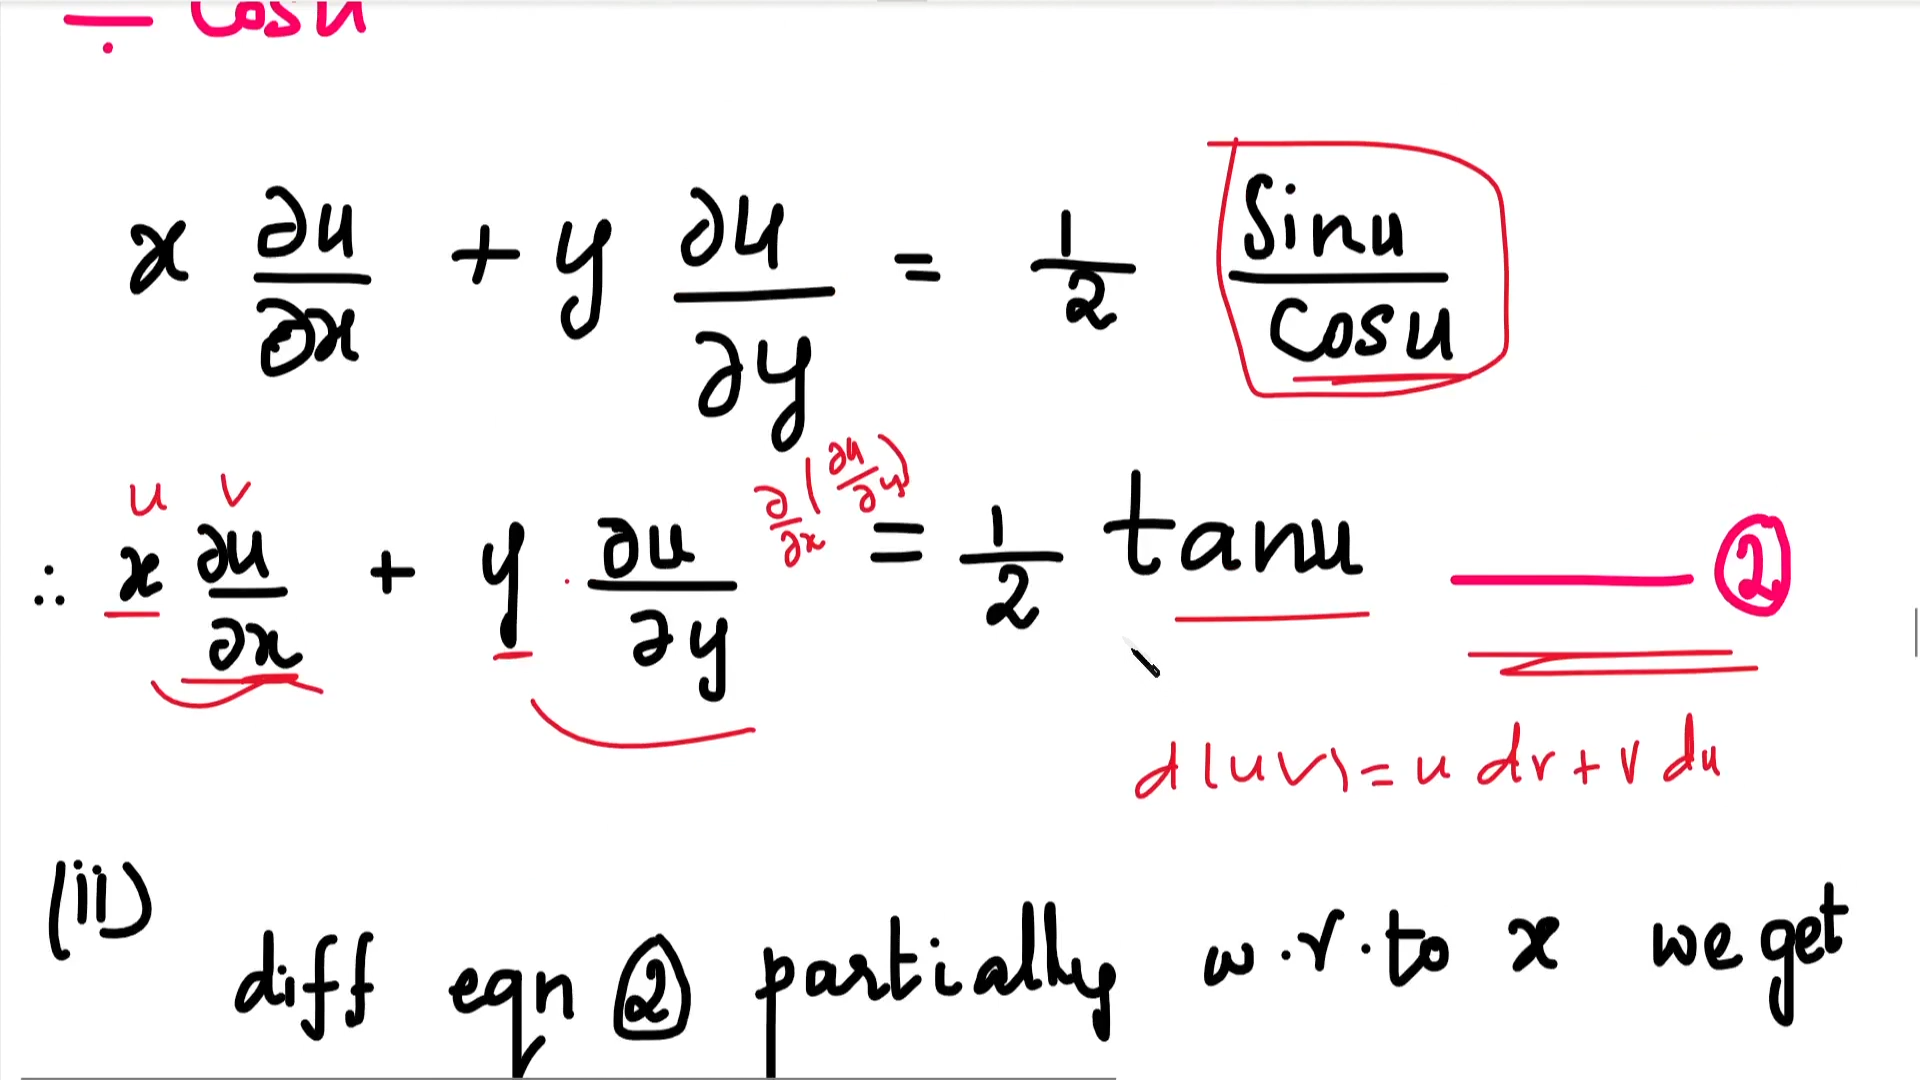 ÷ Cosu
x ∂u/∂x + y ∂u/∂y = 1/2 Sinu/Cosu
u v
∂/∂x (∂u/∂y)
∴ x ∂u/∂x + y ∂u/∂y = 1/2 tanu —— ②
d(uv) = u dv + v du
(ii)
diff eqn ② partially w.r.to x we get